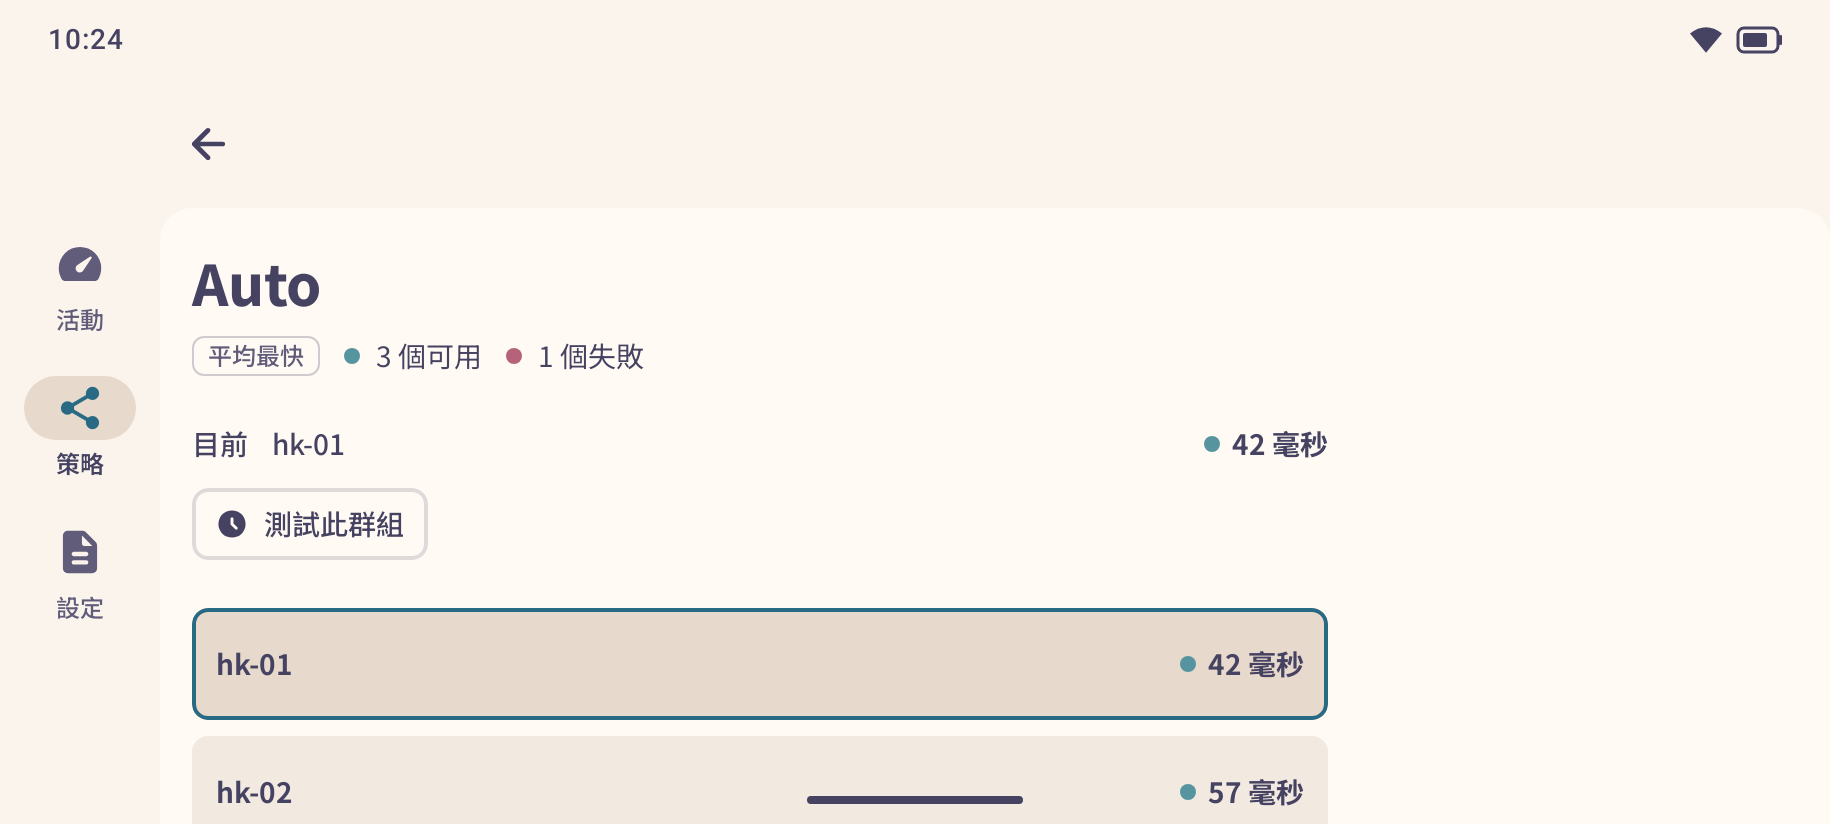 10:24
活動
策略
設定
Auto
平均最快 3 個可用 1 個失敗
目前 hk-01 42 毫秒
測試此群組
hk-01 42 毫秒
hk-02 57 毫秒